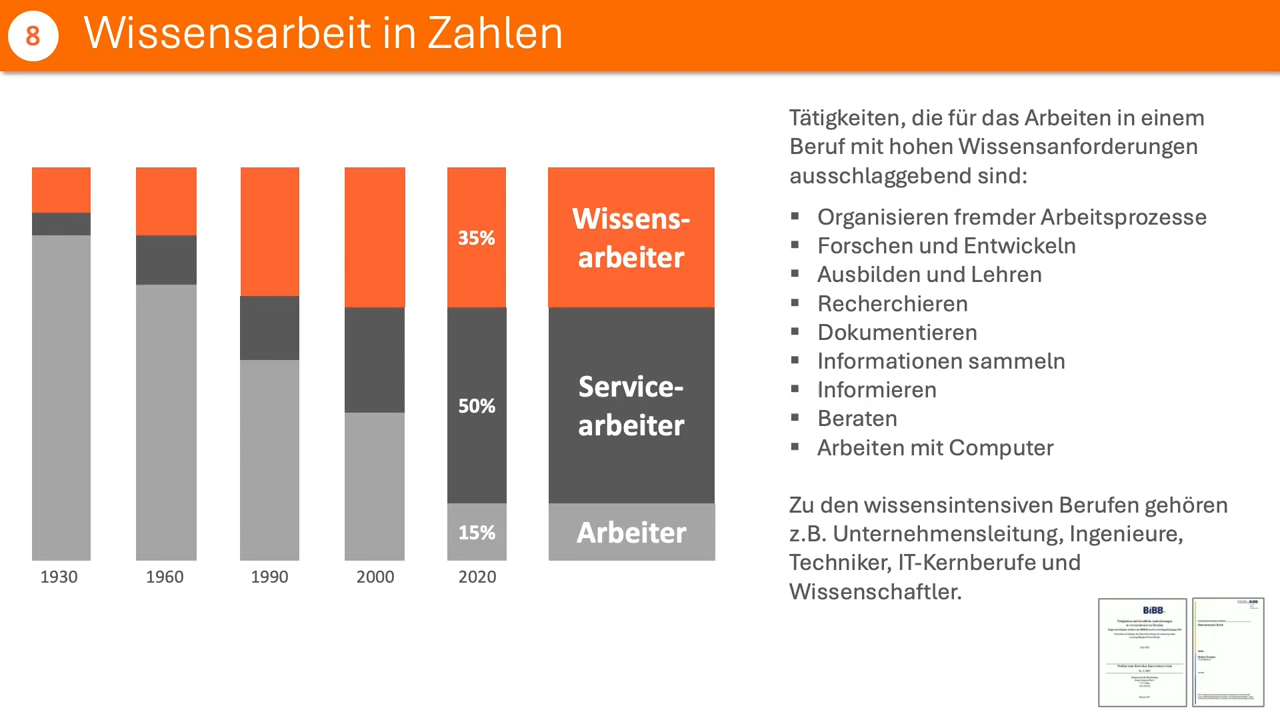 8
Wissensarbeit in Zahlen
Wissens-
arbeiter
35%
Service-
arbeiter
50%
Arbeiter
15%
1930
1960
1990
2000
2020
Tätigkeiten, die für das Arbeiten in einem
Beruf mit hohen Wissensanforderungen
ausschlaggebend sind:
▪ Organisieren fremder Arbeitsprozesse
▪ Forschen und Entwickeln
▪ Ausbilden und Lehren
▪ Recherchieren
▪ Dokumentieren
▪ Informationen sammeln
▪ Informieren
▪ Beraten
▪ Arbeiten mit Computer
Zu den wissensintensiven Berufen gehören
z.B. Unternehmensleitung, Ingenieure,
Techniker, IT-Kernberufe und
Wissenschaftler.
BiBB
BiBB